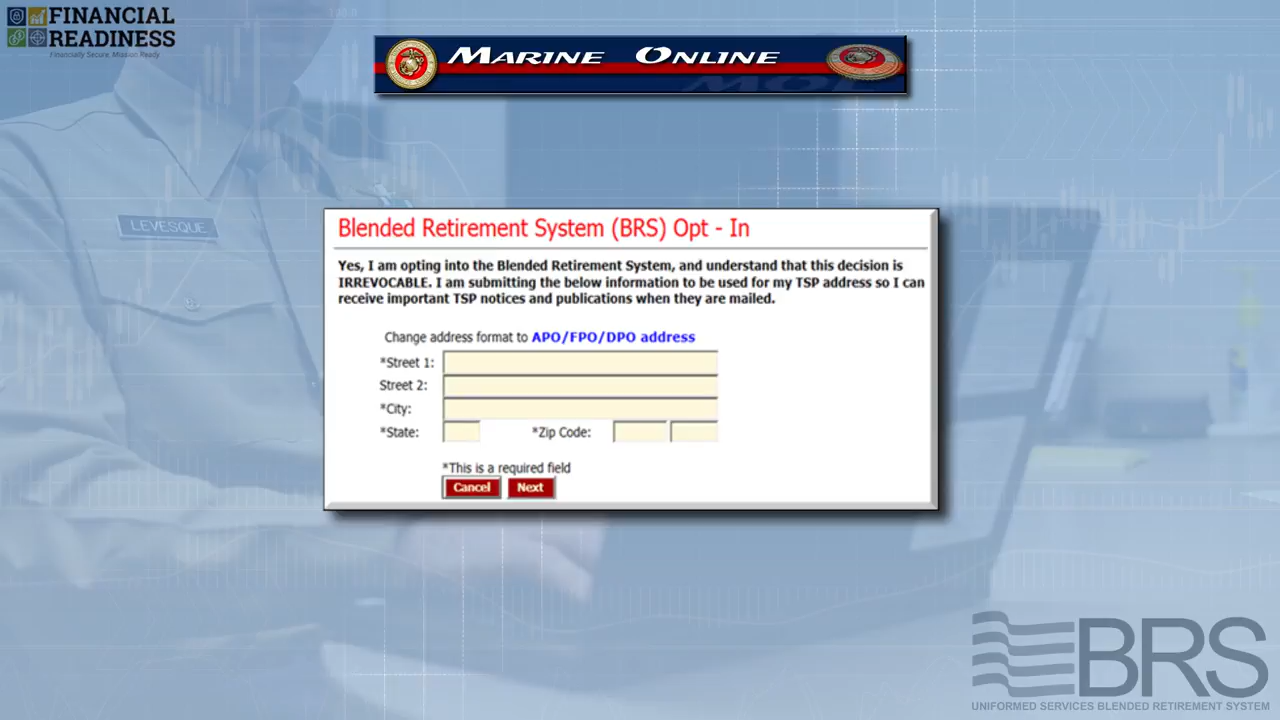 FINANCIAL
READINESS
Financially Secure. Mission Ready
MARINE ONLINE
MOL
LEVESQUE
Blended Retirement System (BRS) Opt - In
Yes, I am opting into the Blended Retirement System, and understand that this decision is
IRREVOCABLE. I am submitting the below information to be used for my TSP address so I can
receive important TSP notices and publications when they are mailed.
Change address format to APO/FPO/DPO address
*Street 1:
Street 2:
*City:
*State: *Zip Code:
*This is a required field
Cancel Next
BRS
UNIFORMED SERVICES BLENDED RETIREMENT SYSTEM